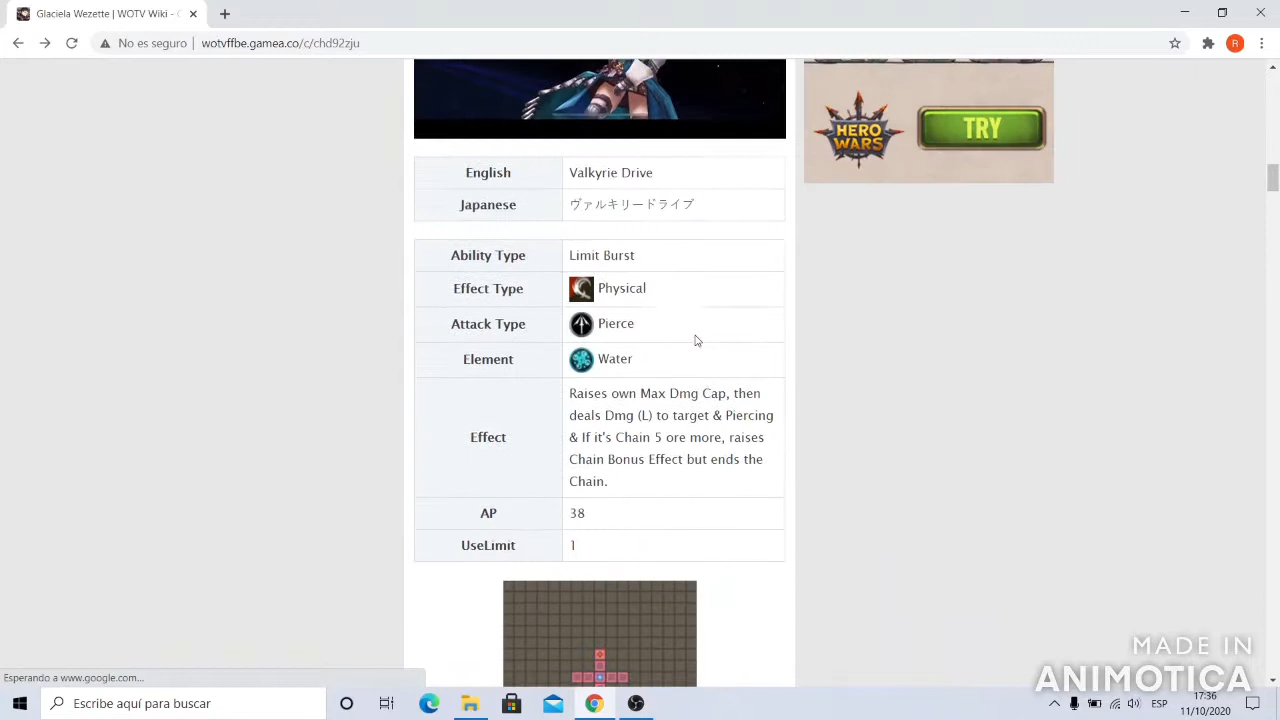 Glaciela Wezette | WOTV Wiki - (
No es seguro
wotvffbe.gamea.co/c/chd92zju
R
HERO
WARS
TRY
English
Valkyrie Drive
Japanese
ヴァルキリードライブ
Ability Type
Limit Burst
Effect Type
Physical
Attack Type
Pierce
Element
Water
Effect
Raises own Max Dmg Cap, then
deals Dmg (L) to target & Piercing
& If it's Chain 5 ore more, raises
Chain Bonus Effect but ends the
Chain.
AP
38
UseLimit
1
MADE IN
ANIMOTICA
Esperando a www.google.com...
Escribe aquí para buscar
ESP
17:36
11/10/2020